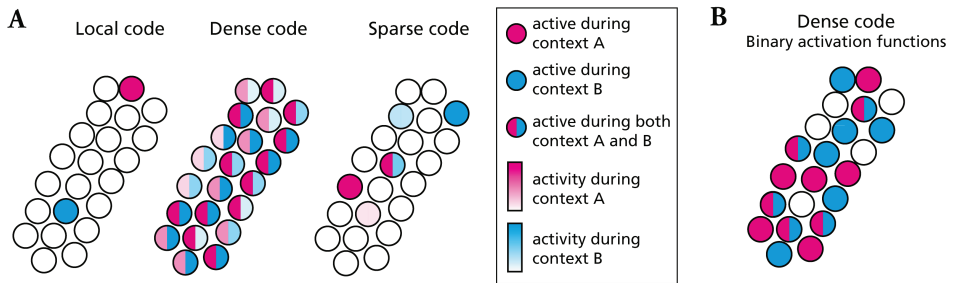 A
Local code
Dense code
Sparse code
active during
context A
active during
context B
active during both
context A and B
activity during
context A
activity during
context B
B
Dense code
Binary activation functions